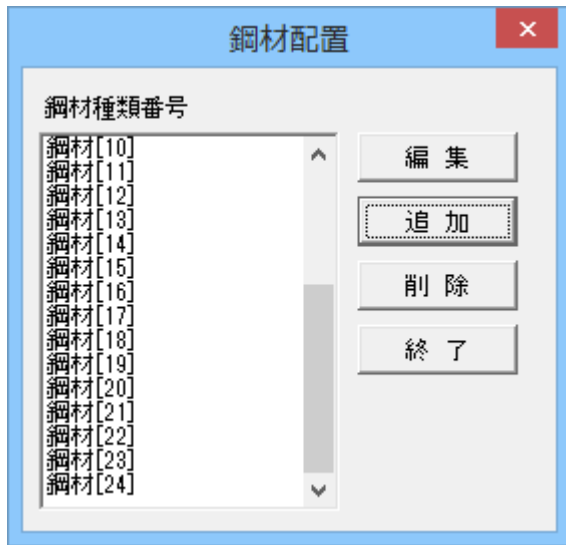 鋼材配置
鋼材種類番号
鋼材[10]
鋼材[11]
鋼材[12]
鋼材[13]
鋼材[14]
鋼材[15]
鋼材[16]
鋼材[17]
鋼材[18]
鋼材[19]
鋼材[20]
鋼材[21]
鋼材[22]
鋼材[23]
鋼材[24]
編 集
追 加
削 除
終 了